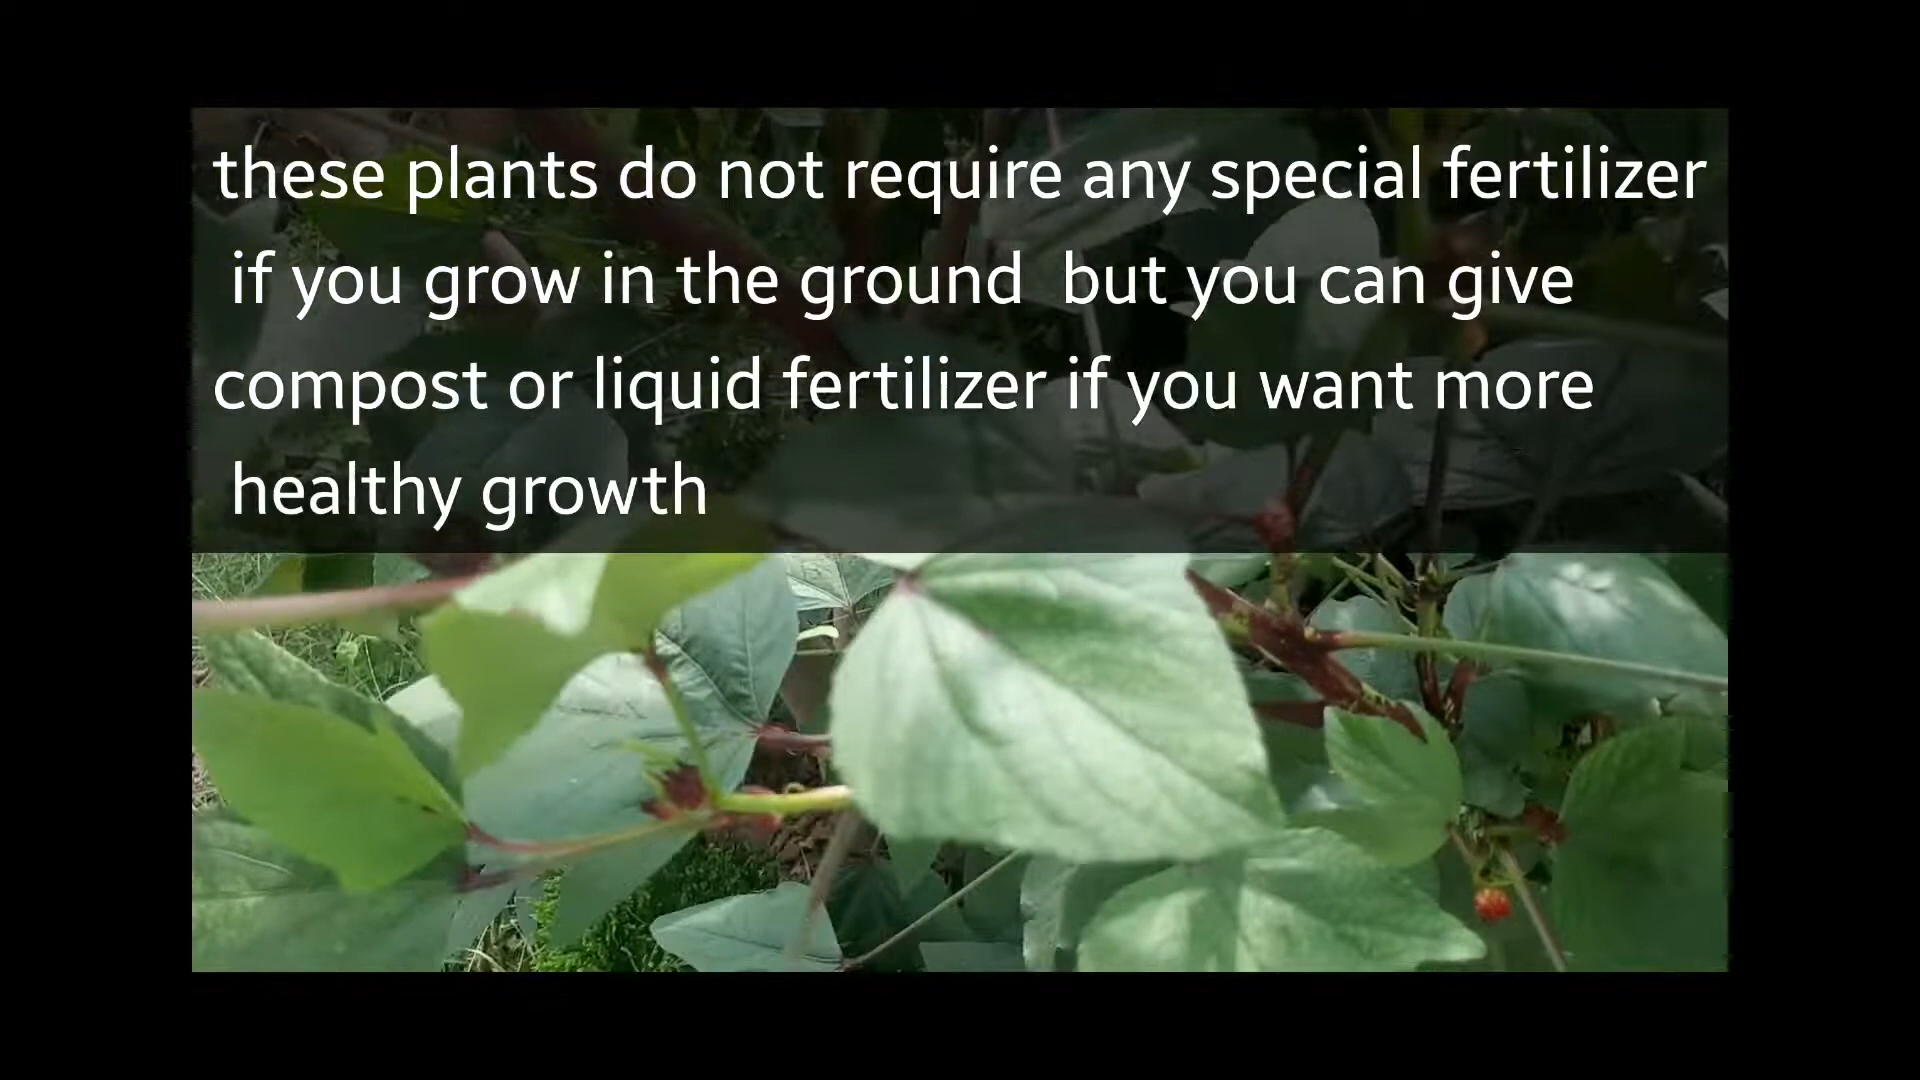 these plants do not require any special fertilizer
if you grow in the ground  but you can give
compost or liquid fertilizer if you want more
healthy growth